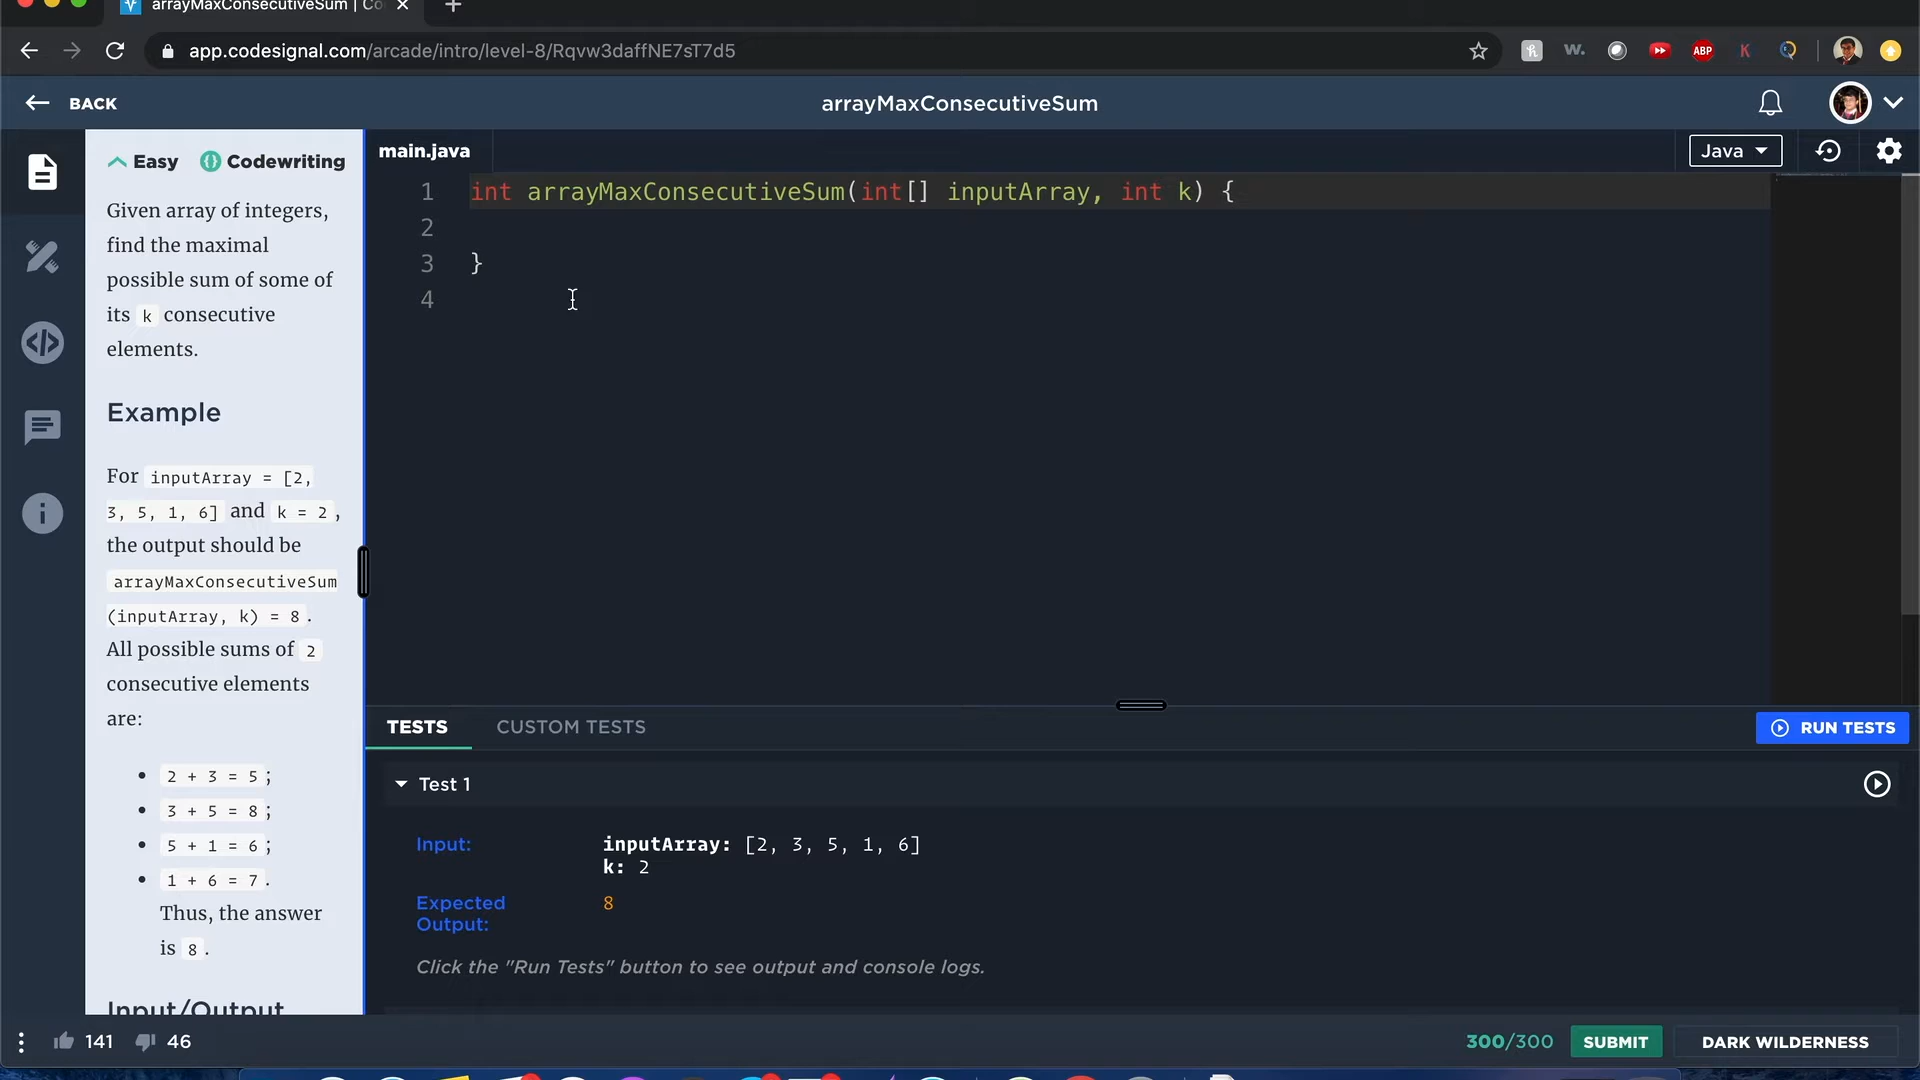 arrayMaxConsecutiveSum | Co
app.codesignal.com/arcade/intro/level-8/Rqvw3daffNE7sT7d5
w.
ABP
K
BACK
arrayMaxConsecutiveSum
Easy
Codewriting
Given array of integers,
find the maximal
possible sum of some of
its k consecutive
elements.
Example
For inputArray = [2,
3, 5, 1, 6] and k = 2,
the output should be
arrayMaxConsecutiveSum
(inputArray, k) = 8.
All possible sums of 2
consecutive elements
are:
• 2 + 3 = 5;
• 3 + 5 = 8;
• 5 + 1 = 6;
• 1 + 6 = 7.
Thus, the answer
is 8.
Input/Output
main.java
Java
1 int arrayMaxConsecutiveSum(int[] inputArray, int k) {
2
3 }
4
TESTS
CUSTOM TESTS
RUN TESTS
Test 1
Input:
inputArray: [2, 3, 5, 1, 6]
k: 2
Expected
Output:
8
Click the "Run Tests" button to see output and console logs.
141
46
300/300
SUBMIT
DARK WILDERNESS